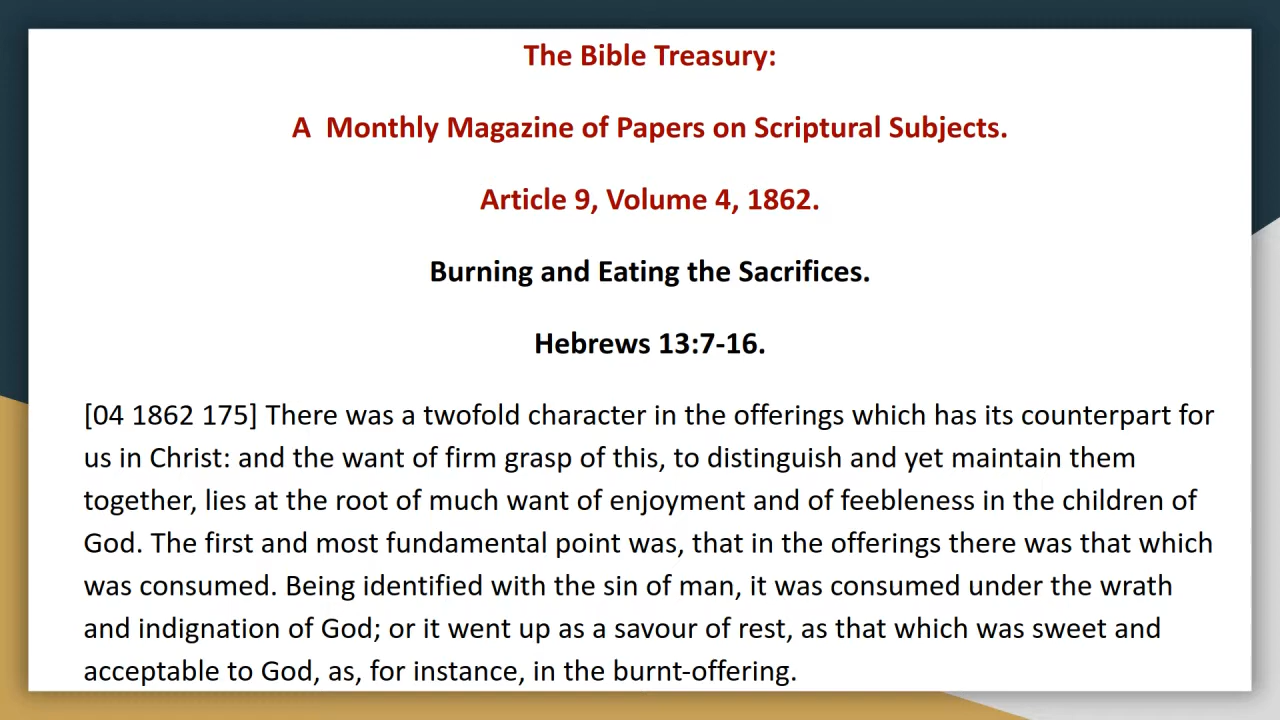 The Bible Treasury:
A  Monthly Magazine of Papers on Scriptural Subjects.
Article 9, Volume 4, 1862.
Burning and Eating the Sacrifices.
Hebrews 13:7-16.
[04 1862 175] There was a twofold character in the offerings which has its counterpart for
us in Christ: and the want of firm grasp of this, to distinguish and yet maintain them
together, lies at the root of much want of enjoyment and of feebleness in the children of
God. The first and most fundamental point was, that in the offerings there was that which
was consumed. Being identified with the sin of man, it was consumed under the wrath
and indignation of God; or it went up as a savour of rest, as that which was sweet and
acceptable to God, as, for instance, in the burnt-offering.